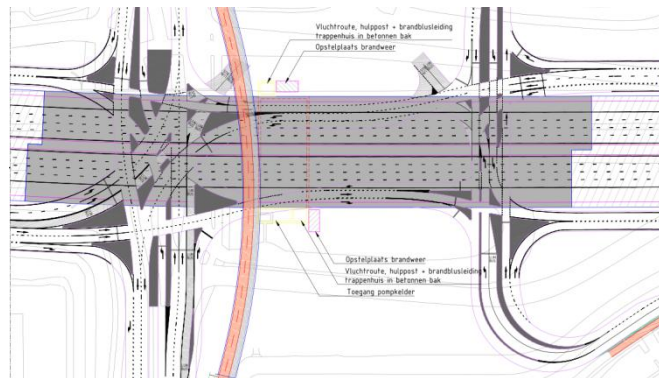 Vluchtroute, hulppost + brandblusleiding
trappenhuis in betonnen bak
Opstelplaats brandweer
Opstelplaats brandweer
Vluchtroute, hulppost + brandblusleiding
trappenhuis in betonnen bak
Toegang pompkelder